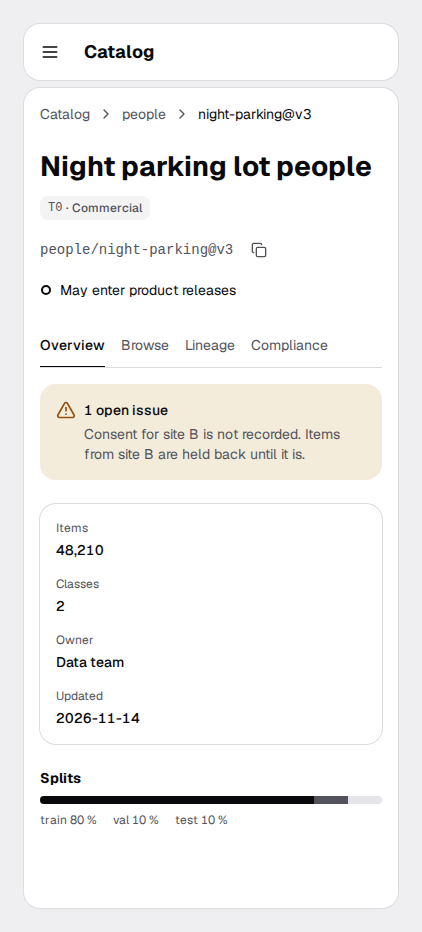 Catalog
Catalog > people > night-parking@v3
Night parking lot people
T0 · Commercial
people/night-parking@v3
May enter product releases
Overview Browse Lineage Compliance
1 open issue
Consent for site B is not recorded. Items
from site B are held back until it is.
Items
48,210
Classes
2
Owner
Data team
Updated
2026-11-14
Splits
train 80 % val 10 % test 10 %